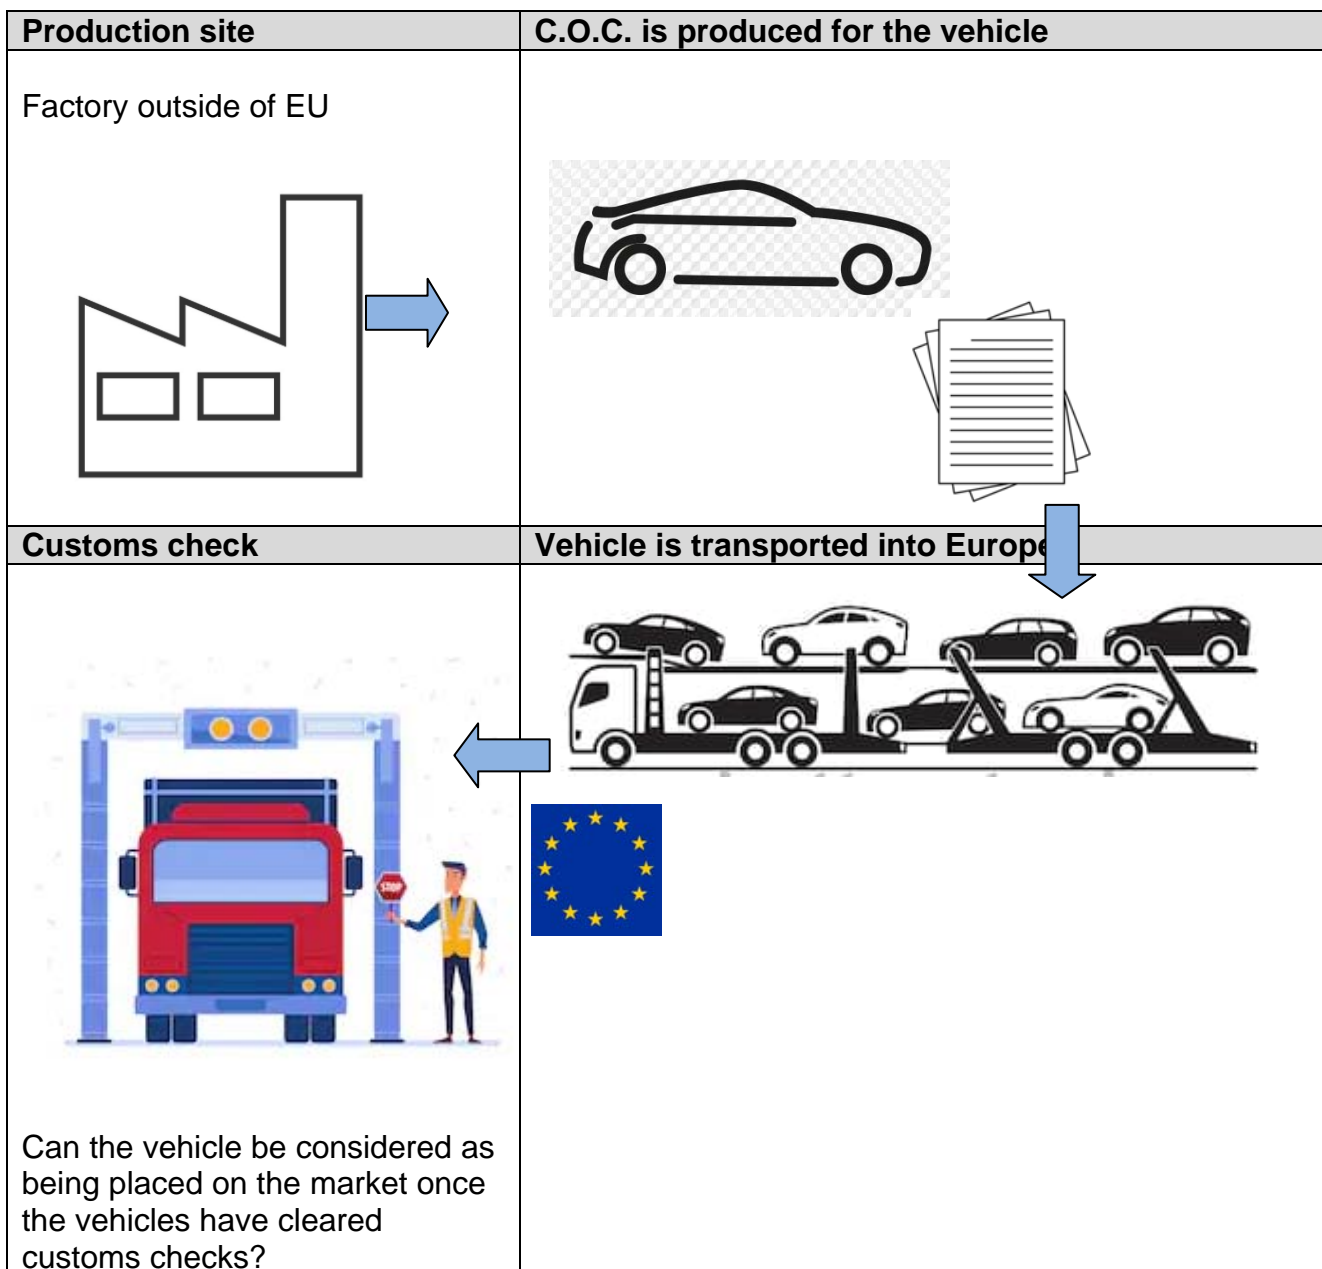 Production site
C.O.C. is produced for the vehicle
Factory outside of EU
Customs check
Vehicle is transported into Europe
STOP
Can the vehicle be considered as
being placed on the market once
the vehicles have cleared
customs checks?